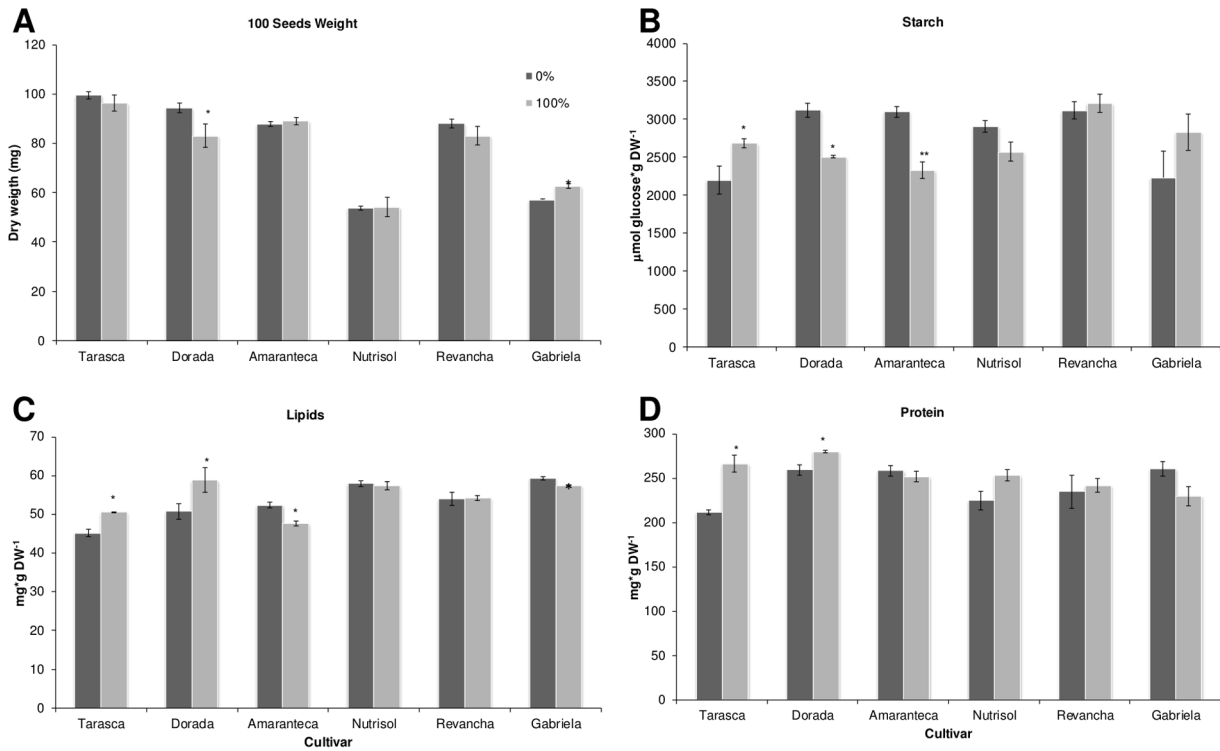 A
100 Seeds Weight
120
100
80
60
40
20
0
Dry weigth (mg)
0%
100%
*
*
Tarasca Dorada Amaranteca Nutrisol Revancha Gabriela
B
Starch
4000
3500
3000
2500
2000
1500
1000
500
0
µmol glucose*g DW-1
*
*
**
Tarasca Dorada Amaranteca Nutrisol Revancha Gabriela
C
Lipids
70
60
50
40
30
20
10
0
mg*g DW-1
*
*
*
*
Tarasca Dorada Amaranteca Nutrisol Revancha Gabriela
Cultivar
D
Protein
300
250
200
150
100
50
0
mg*g DW-1
*
*
Tarasca Dorada Amaranteca Nutrisol Revancha Gabriela
Cultivar